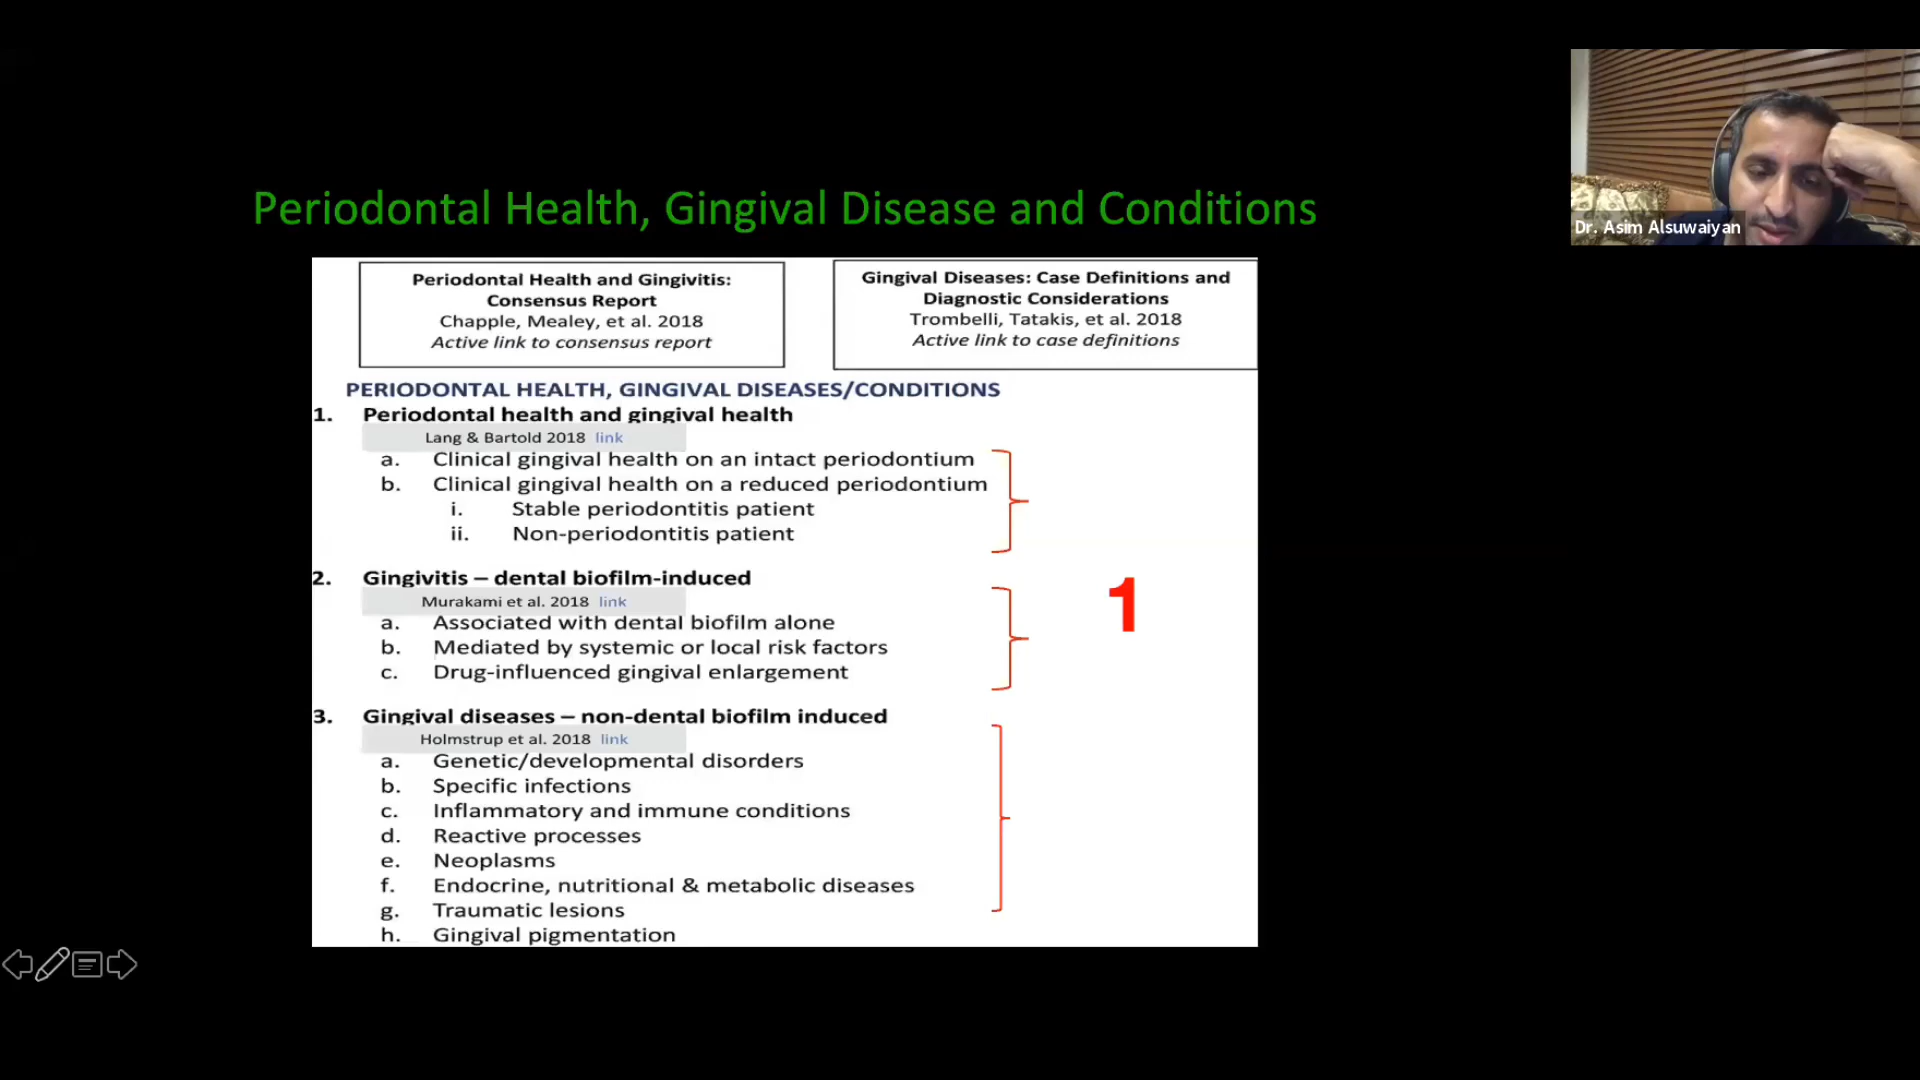 Periodontal Health, Gingival Disease and Conditions
Periodontal Health and Gingivitis:
Consensus Report
Chapple, Mealey, et al. 2018
Active link to consensus report
Gingival Diseases: Case Definitions and
Diagnostic Considerations
Trombelli, Tatakis, et al. 2018
Active link to case definitions
PERIODONTAL HEALTH, GINGIVAL DISEASES/CONDITIONS
1. Periodontal health and gingival health
Lang & Bartold 2018 link
a. Clinical gingival health on an intact periodontium
b. Clinical gingival health on a reduced periodontium
i. Stable periodontitis patient
ii. Non-periodontitis patient
2. Gingivitis – dental biofilm-induced
Murakami et al. 2018 link
a. Associated with dental biofilm alone
b. Mediated by systemic or local risk factors
c. Drug-influenced gingival enlargement
1
3. Gingival diseases – non-dental biofilm induced
Holmstrup et al. 2018 link
a. Genetic/developmental disorders
b. Specific infections
c. Inflammatory and immune conditions
d. Reactive processes
e. Neoplasms
f. Endocrine, nutritional & metabolic diseases
g. Traumatic lesions
h. Gingival pigmentation
Dr. Asim Alsuwaiyan